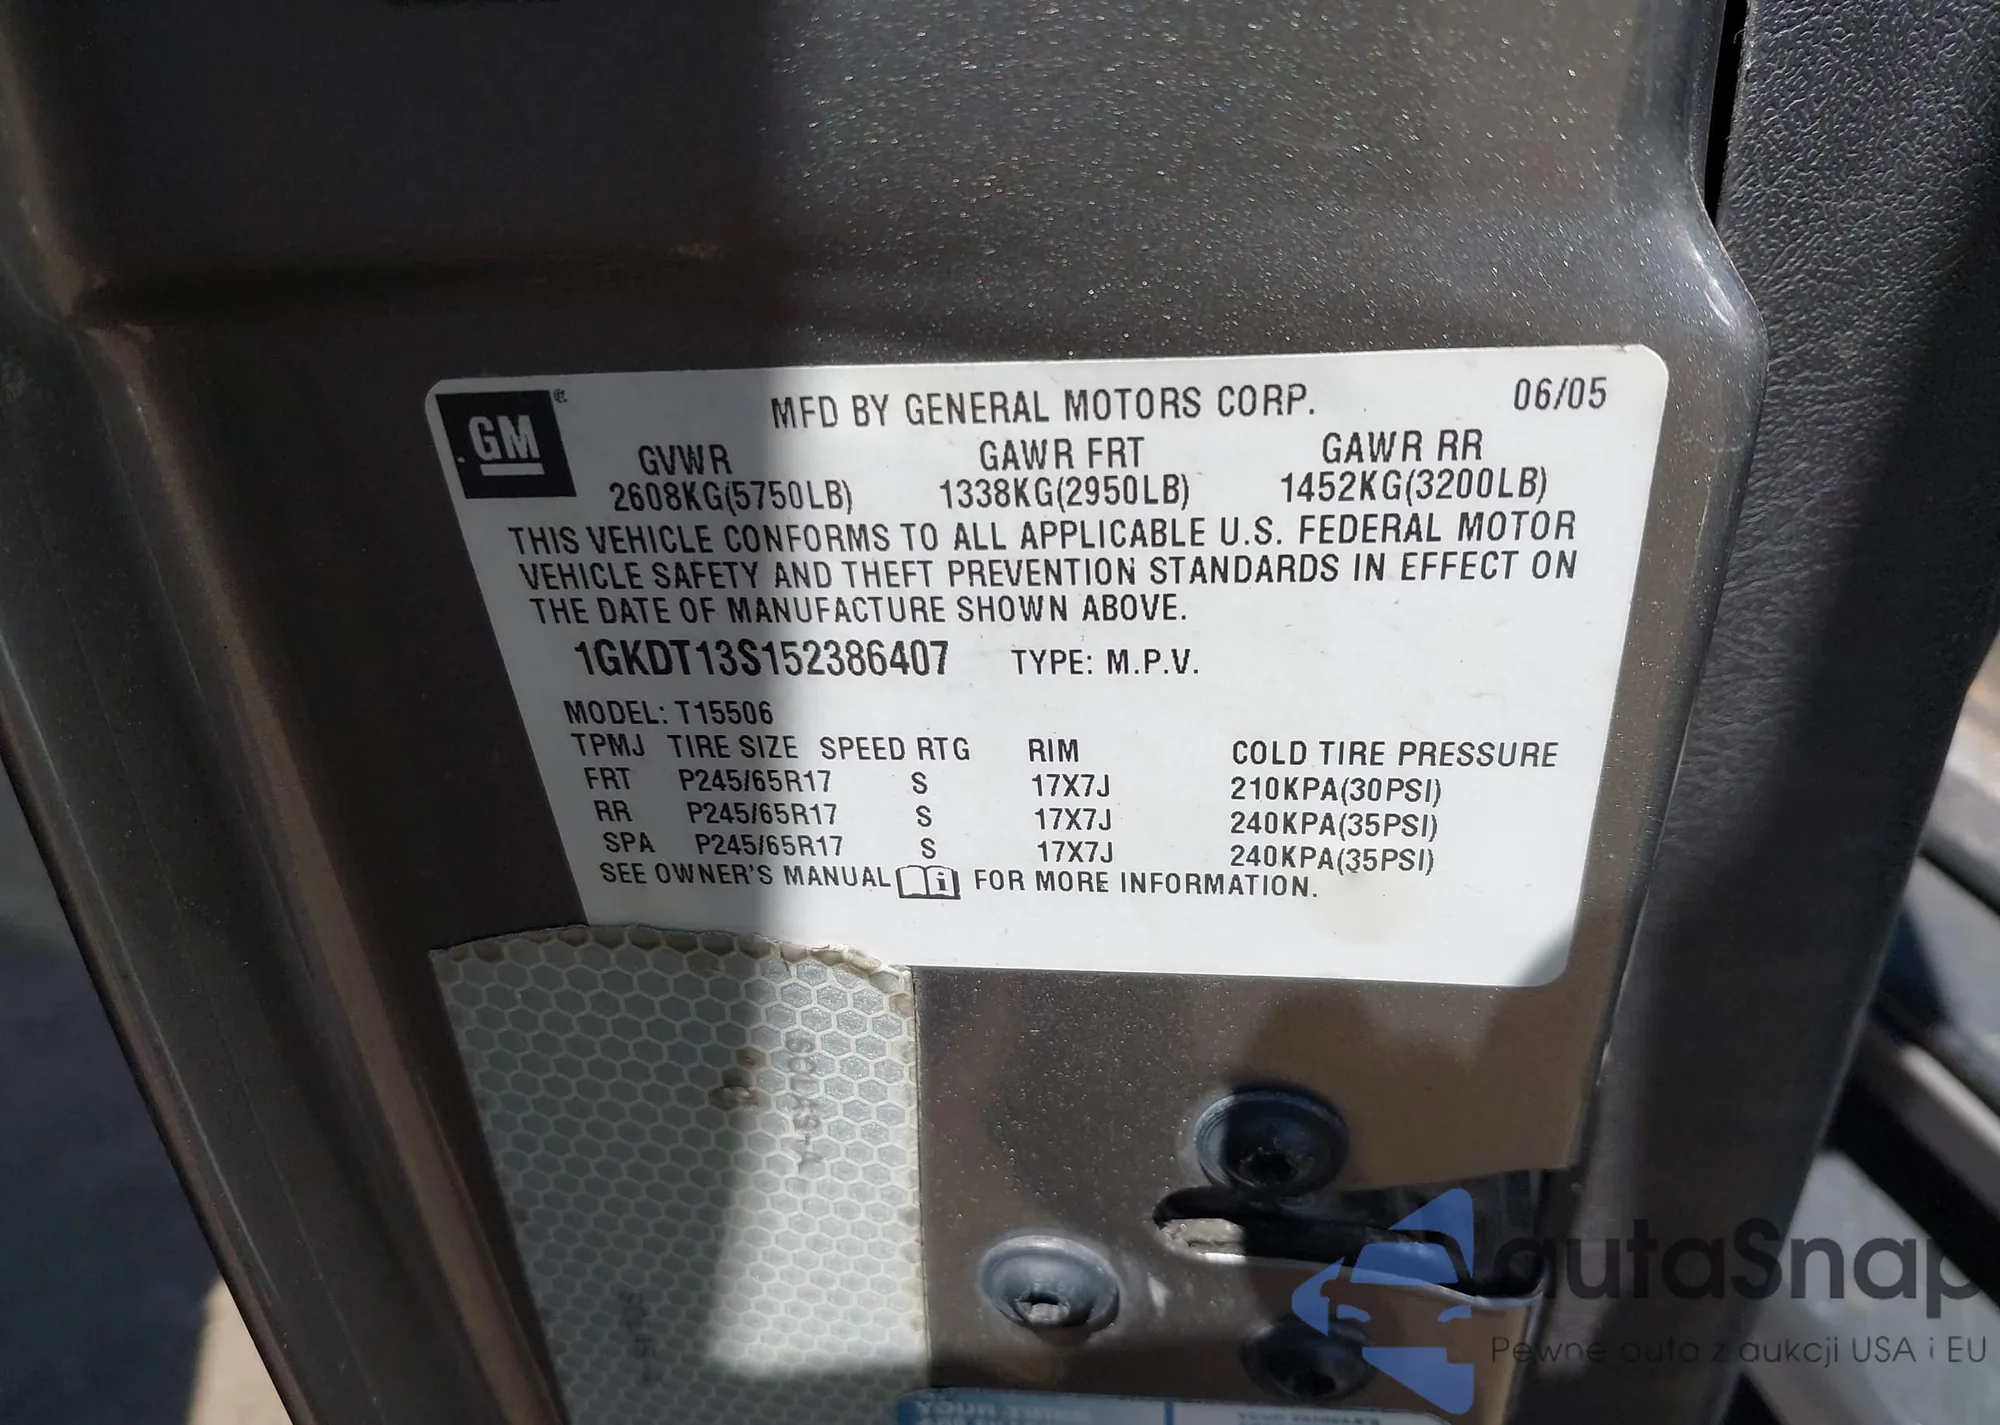 GM®
MFD BY GENERAL MOTORS CORP. 06/05
GVWR GAWR FRT GAWR RR
2608KG(5750LB) 1338KG(2950LB) 1452KG(3200LB)
THIS VEHICLE CONFORMS TO ALL APPLICABLE U.S. FEDERAL MOTOR
VEHICLE SAFETY AND THEFT PREVENTION STANDARDS IN EFFECT ON
THE DATE OF MANUFACTURE SHOWN ABOVE.
1GKDT13S152386407 TYPE: M.P.V.
MODEL: T15506
TPMJ TIRE SIZE SPEED RTG RIM COLD TIRE PRESSURE
FRT P245/65R17 S 17X7J 210KPA(30PSI)
RR P245/65R17 S 17X7J 240KPA(35PSI)
SPA P245/65R17 S 17X7J 240KPA(35PSI)
SEE OWNER'S MANUAL i FOR MORE INFORMATION.
autaSnap
Pewne auta z aukcji USA i EU